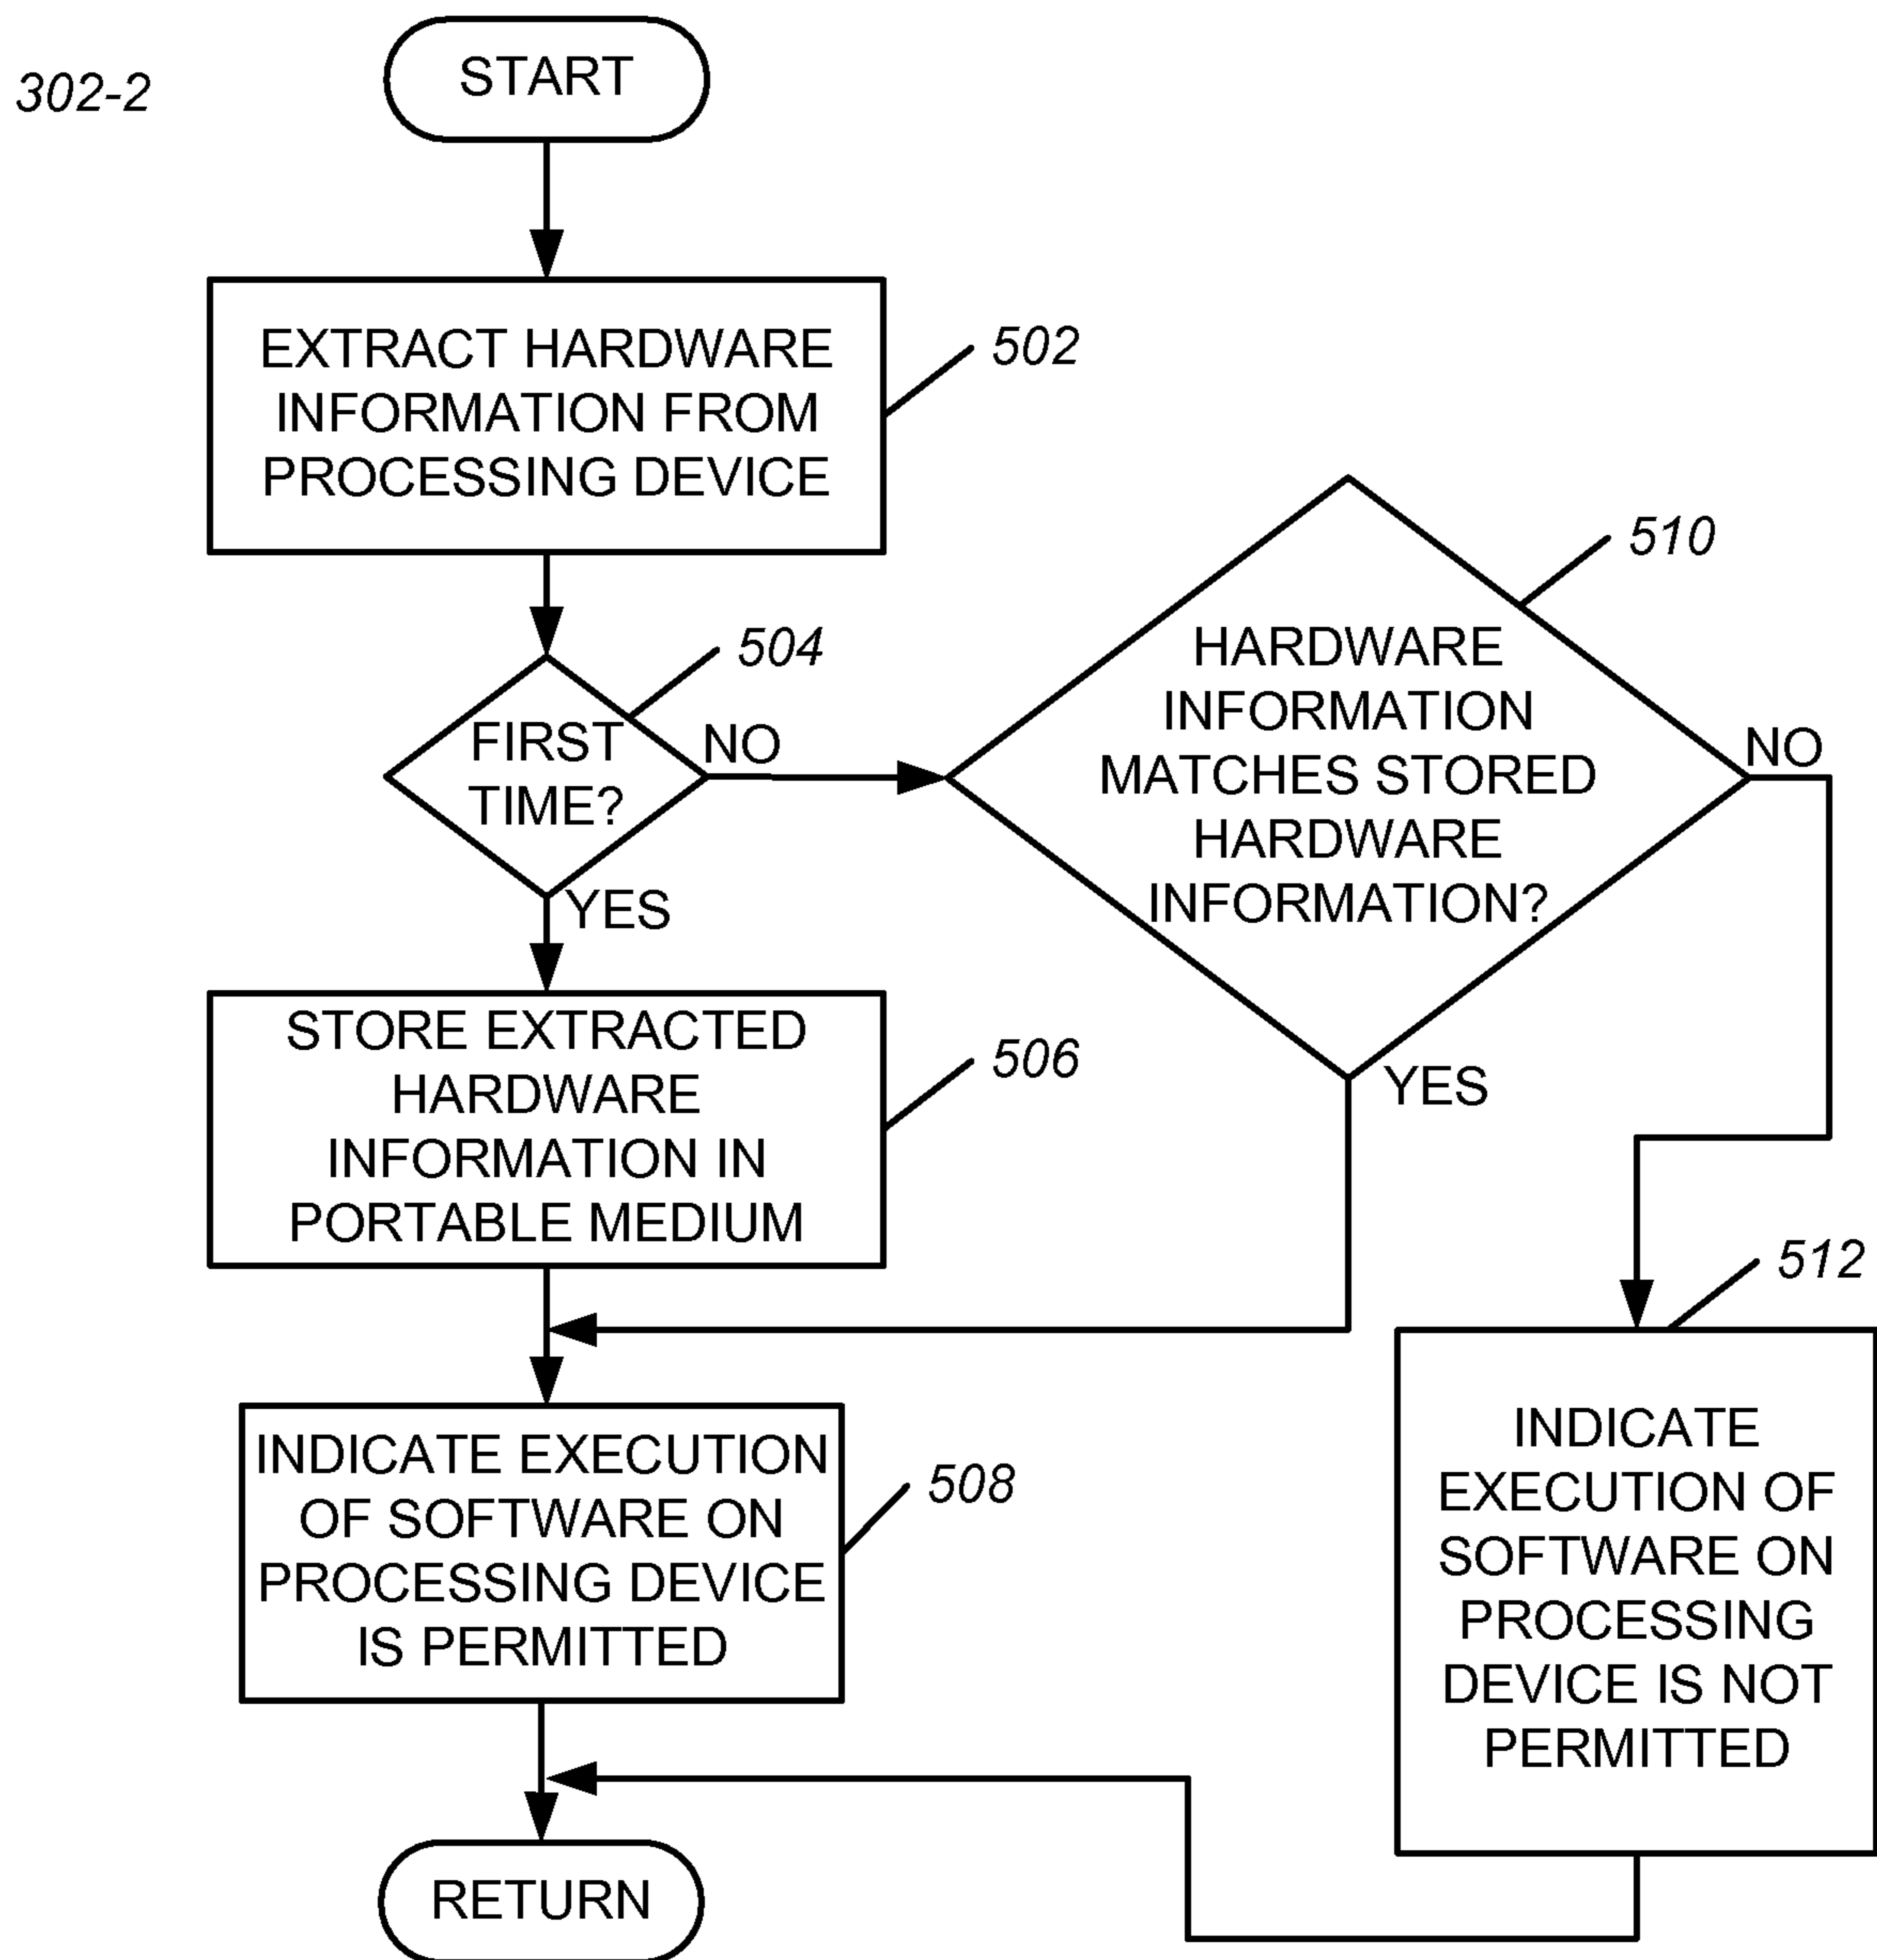 302-2
START
EXTRACT HARDWARE
INFORMATION FROM
PROCESSING DEVICE
502
504
FIRST
TIME?
NO
YES
510
HARDWARE
INFORMATION
MATCHES STORED
HARDWARE
INFORMATION?
NO
YES
STORE EXTRACTED
HARDWARE
INFORMATION IN
PORTABLE MEDIUM
506
INDICATE EXECUTION
OF SOFTWARE ON
PROCESSING DEVICE
IS PERMITTED
508
512
INDICATE
EXECUTION OF
SOFTWARE ON
PROCESSING
DEVICE IS NOT
PERMITTED
RETURN